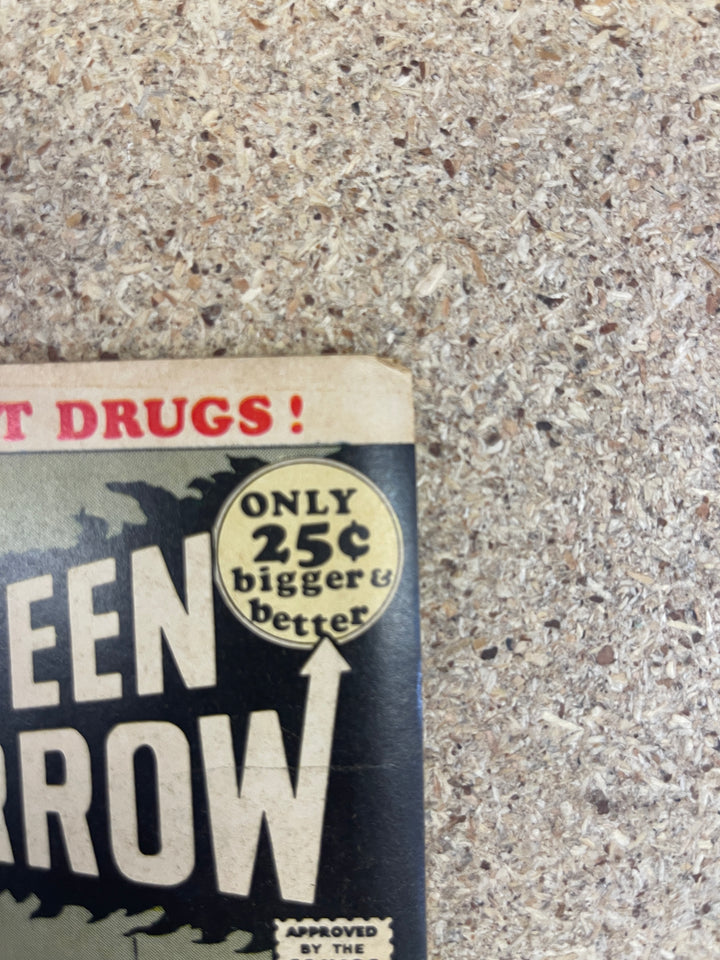 T DRUGS!
ONLY
25¢
bigger &
better
EEN
RROW
APPROVED
BY THE